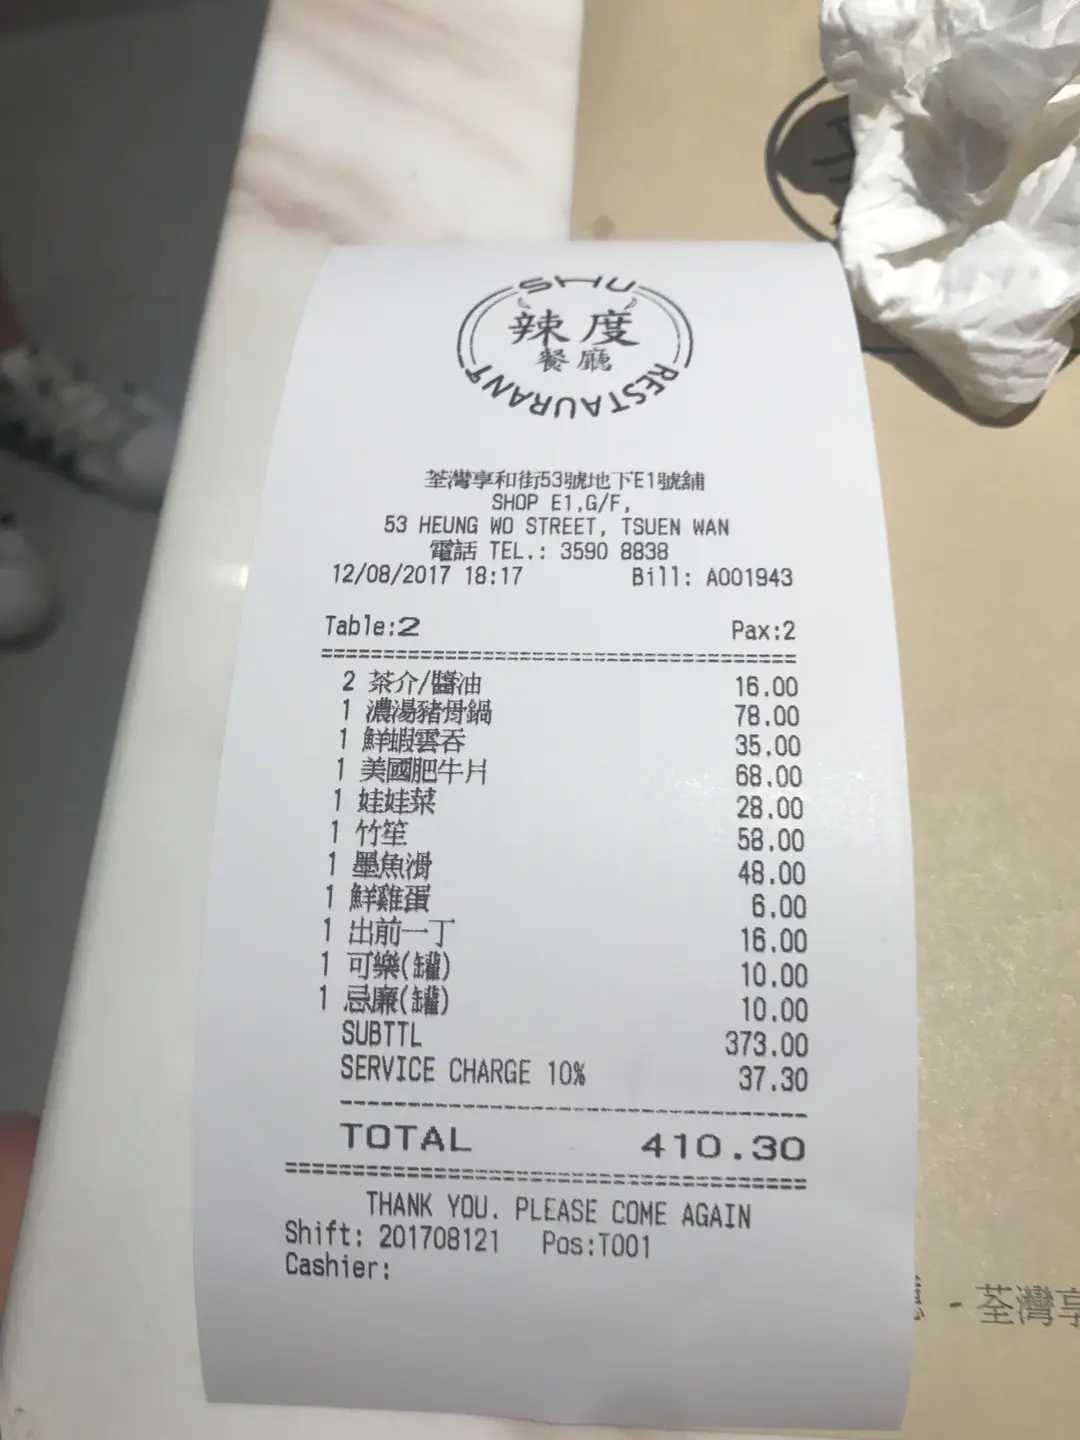 SHU
辣度
餐廳
RESTAURANT
荃灣享和街53號地下E1號舖
SHOP E1,G/F,
53 HEUNG WO STREET, TSUEN WAN
電話 TEL.: 3590 8838
12/08/2017 18:17 Bill: A001943
Table:2 Pax:2
2 茶介/醬油 16.00
1 濃湯豬骨鍋 78.00
1 鮮蝦雲吞 35.00
1 美國肥牛片 68.00
1 娃娃菜 28.00
1 竹笙 58.00
1 墨魚滑 48.00
1 鮮雞蛋 6.00
1 出前一丁 16.00
1 可樂(罐) 10.00
1 忌廉(罐) 10.00
SUBTTL 373.00
SERVICE CHARGE 10% 37.30
TOTAL 410.30
THANK YOU. PLEASE COME AGAIN
Shift: 201708121 Pos:T001
Cashier:
- 荃灣享